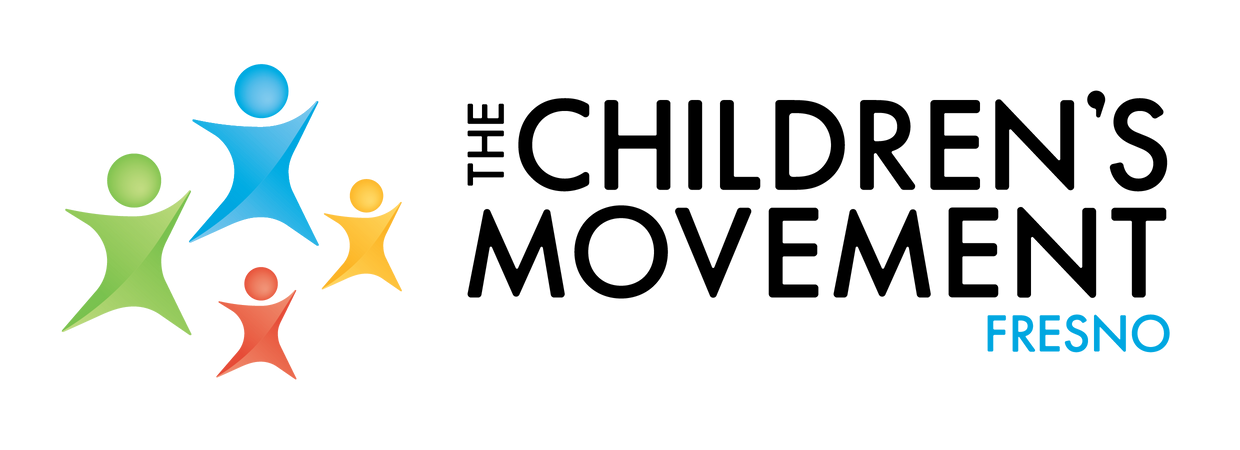 THE CHILDREN'S
MOVEMENT
FRESNO